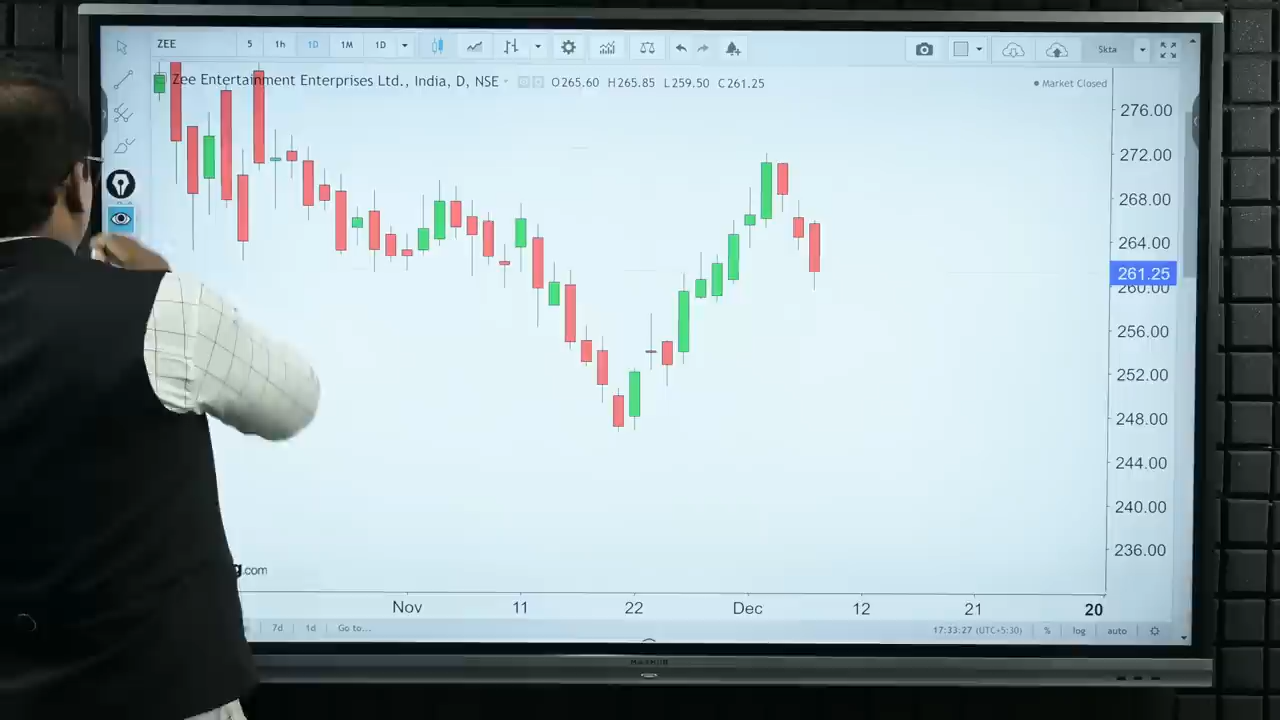 ZEE 5 1h 1D 1M 1D Skta
Zee Entertainment Enterprises Ltd., India, D, NSE O265.60 H265.85 L259.50 C261.25
Market Closed
276.00
272.00
268.00
264.00
261.25
260.00
256.00
252.00
248.00
244.00
240.00
236.00
g.com
Nov 11 22 Dec 12 21 20
7d 1d Go to... 17:33:27 (UTC+5:30) % log auto